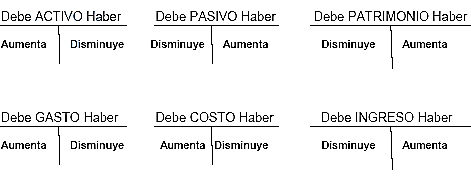 Debe ACTIVO Haber Debe PASIVO Haber Debe PATRIMONIO Haber
Aumenta Disminuye Disminuye Aumenta Disminuye Aumenta
Debe GASTO Haber Debe COSTO Haber Debe INGRESO Haber
Aumenta Disminuye Aumenta Disminuye Disminuye Aumenta